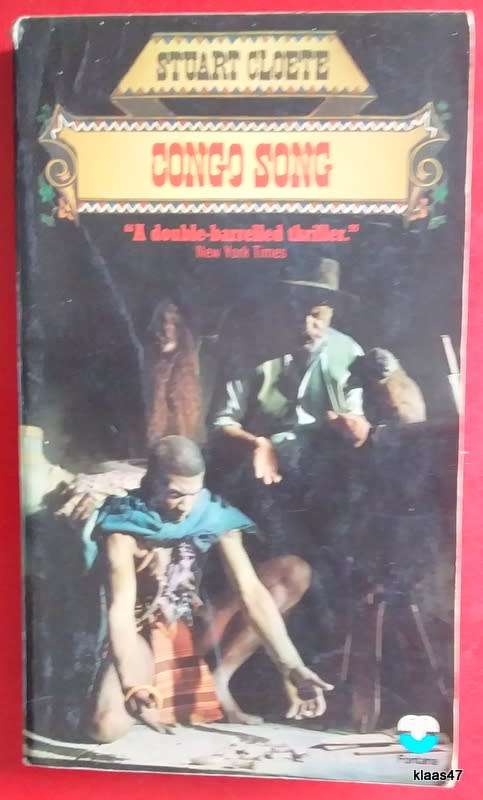 STUART CLOETE
CONGO SONG
“A double-barrelled thriller.”
New York Times
Fontana
klaas47